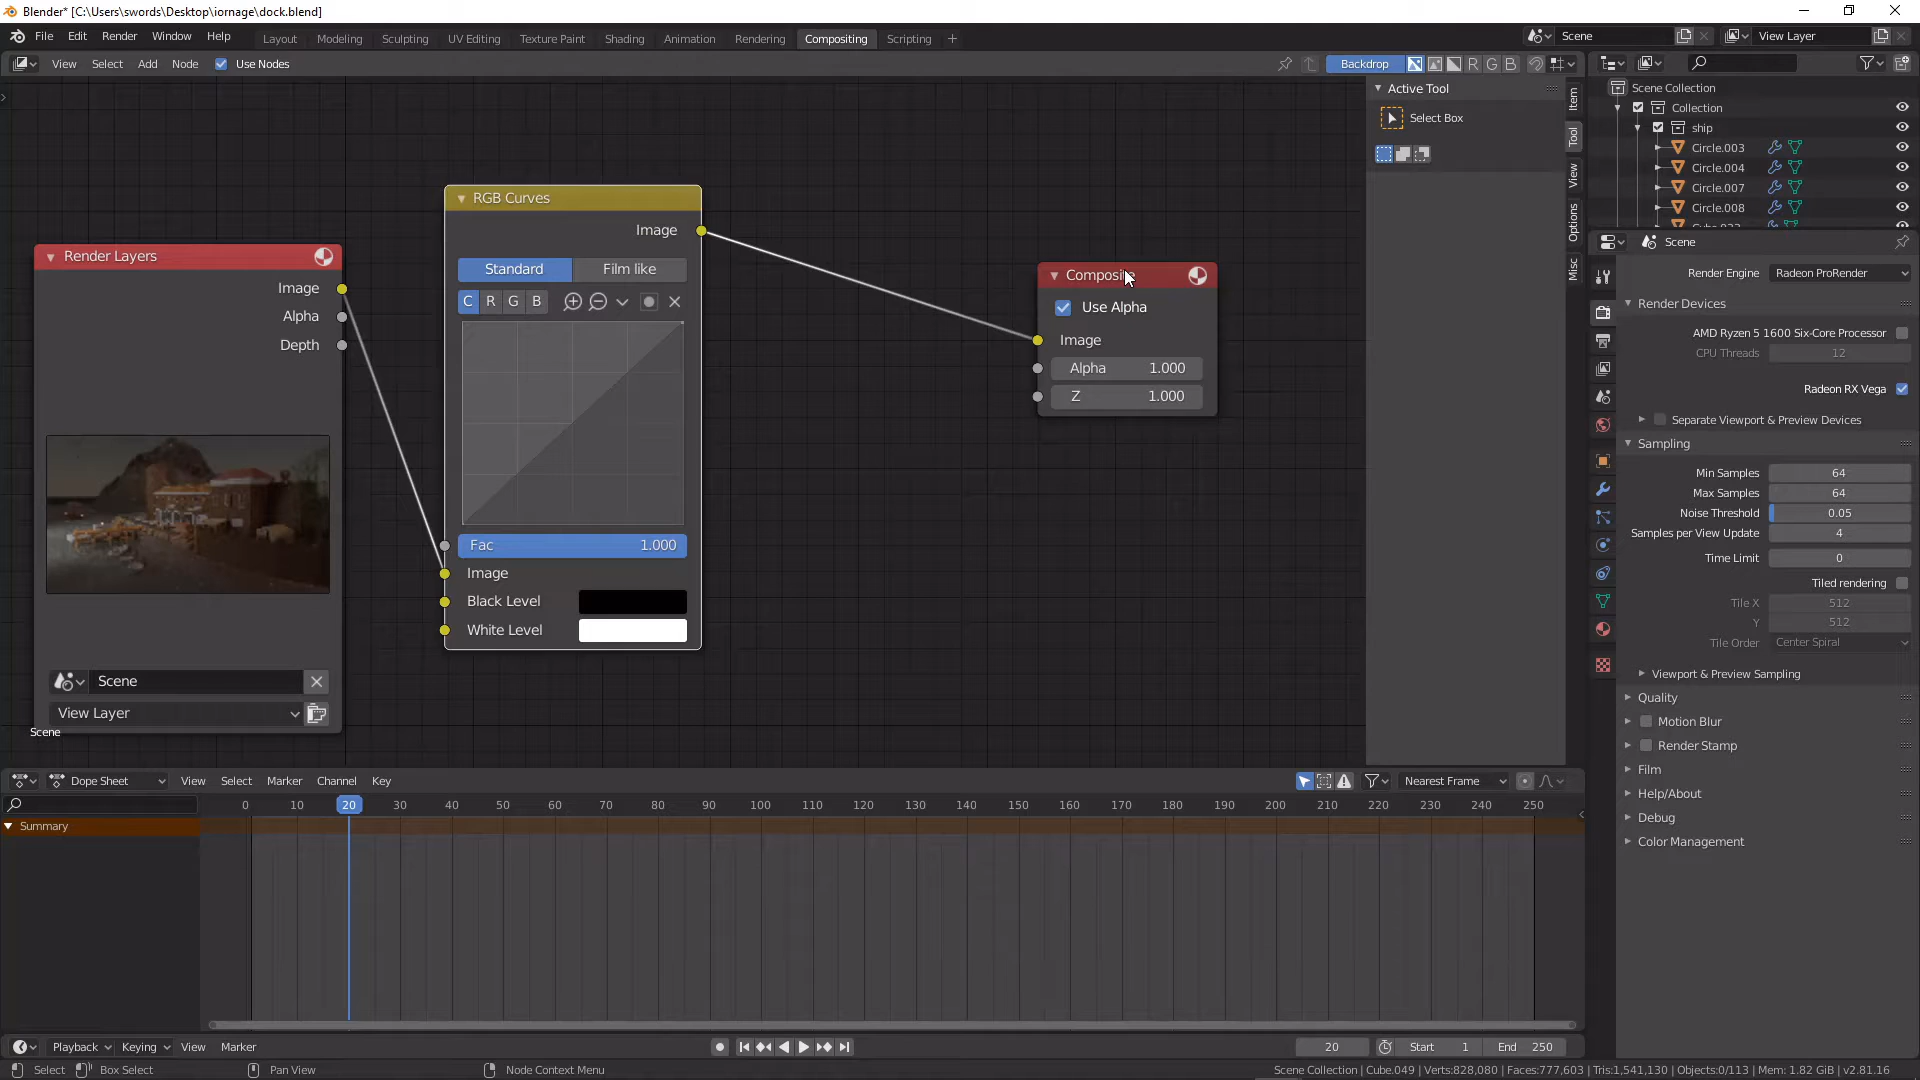 Blender* [C:\Users\swords\Desktop\iornage\dock.blend]
File Edit Render Window Help
Layout Modeling Sculpting UV Editing Texture Paint Shading Animation Rendering Compositing Scripting +
Scene
View Layer
View Select Add Node Use Nodes
Backdrop
R G B
Active Tool
Select Box
Item
Tool
View
Options
Misc
Render Layers
Image
Alpha
Depth
Scene
View Layer
Scene
RGB Curves
Image
Standard Film like
C R G B
Fac 1.000
Image
Black Level
White Level
Composite
Use Alpha
Image
Alpha 1.000
Z 1.000
Scene Collection
Collection
ship
Circle.003
Circle.004
Circle.007
Circle.008
Scene
Render Engine Radeon ProRender
Render Devices
AMD Ryzen 5 1600 Six-Core Processor
CPU Threads 12
Radeon RX Vega
Separate Viewport & Preview Devices
Sampling
Min Samples 64
Max Samples 64
Noise Threshold 0.05
Samples per View Update 4
Time Limit 0
Tiled rendering
Tile X 512
Y 512
Tile Order Center Spiral
Viewport & Preview Sampling
Quality
Motion Blur
Render Stamp
Film
Help/About
Debug
Color Management
Dope Sheet View Select Marker Channel Key
Nearest Frame
0 10 20 30 40 50 60 70 80 90 100 110 120 130 140 150 160 170 180 190 200 210 220 230 240 250
Summary
Playback Keying View Marker
20 Start 1 End 250
Select Box Select Pan View Node Context Menu
Scene Collection | Cube.049 | Verts:828,080 | Faces:777,603 | Tris:1,541,130 | Objects:0/113 | Mem: 1.82 GiB | v2.81.16